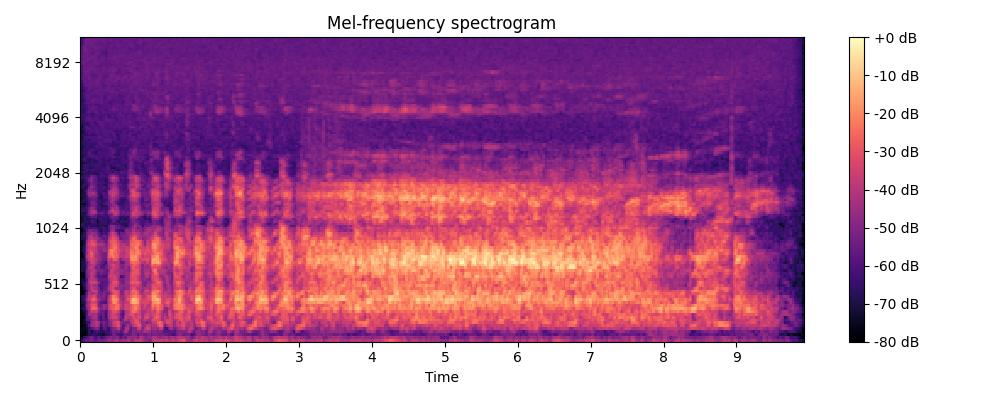 Mel-frequency spectrogram
+0 dB
8192
-10 dB
4096
-20 dB
-30 dB
2048
Hz
-40 dB
1024
-50 dB
512
-60 dB
-70 dB
0
-80 dB
0 1 2 3 4 5 6 7 8 9
Time